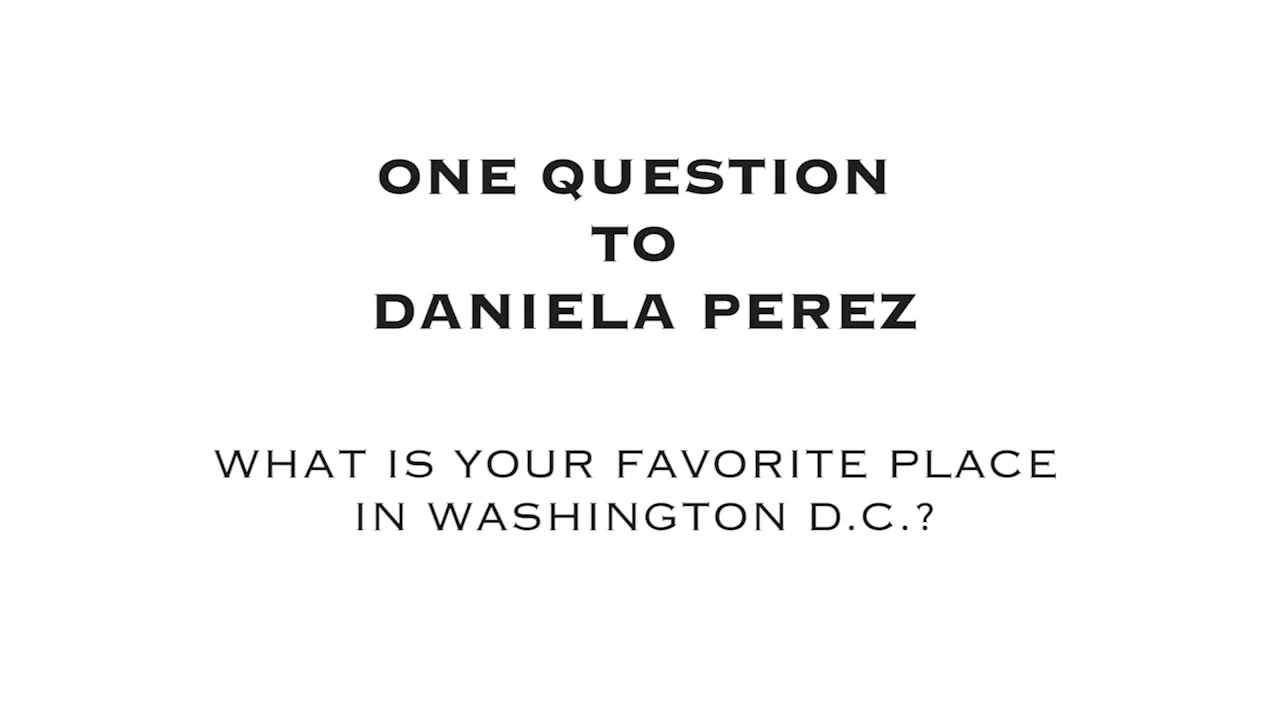 ONE QUESTION
TO
DANIELA PEREZ
WHAT IS YOUR FAVORITE PLACE
IN WASHINGTON D.C.?